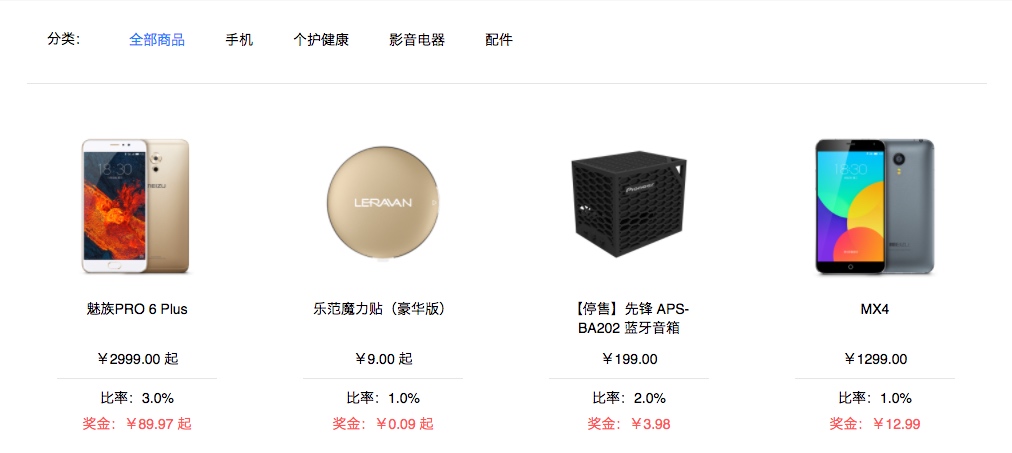 分类：
全部商品
手机
个护健康
影音电器
配件
18:30
MEIZU
LERAVAN
Pioneer
18:30
魅族PRO 6 Plus
乐范魔力贴（豪华版）
【停售】先锋 APS-
BA202 蓝牙音箱
MX4
￥2999.00 起
￥9.00 起
￥199.00
￥1299.00
比率：3.0%
比率：1.0%
比率：2.0%
比率：1.0%
奖金：￥89.97 起
奖金：￥0.09 起
奖金：￥3.98
奖金：￥12.99